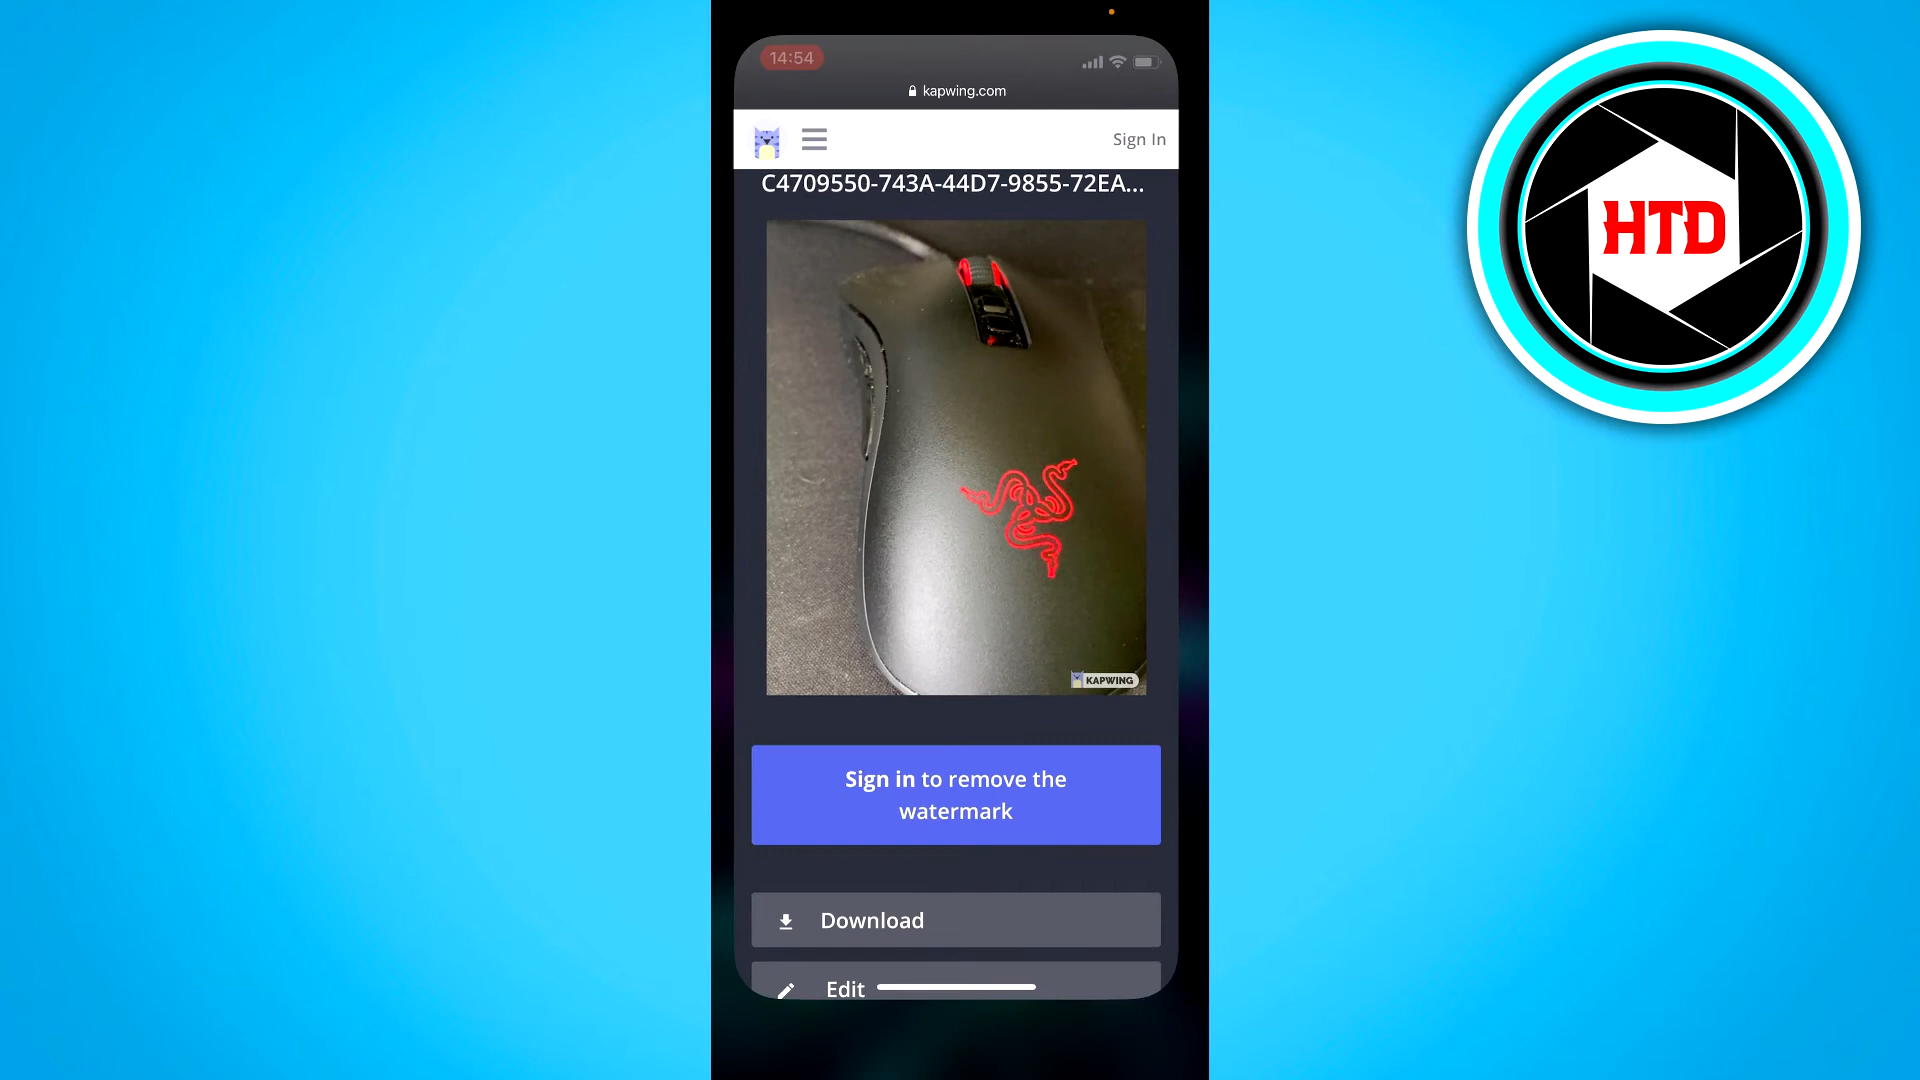 14:54
kapwing.com
Sign In
C4709550-743A-44D7-9855-72EA...
KAPWING
Sign in to remove the
watermark
Download
Edit
HTD